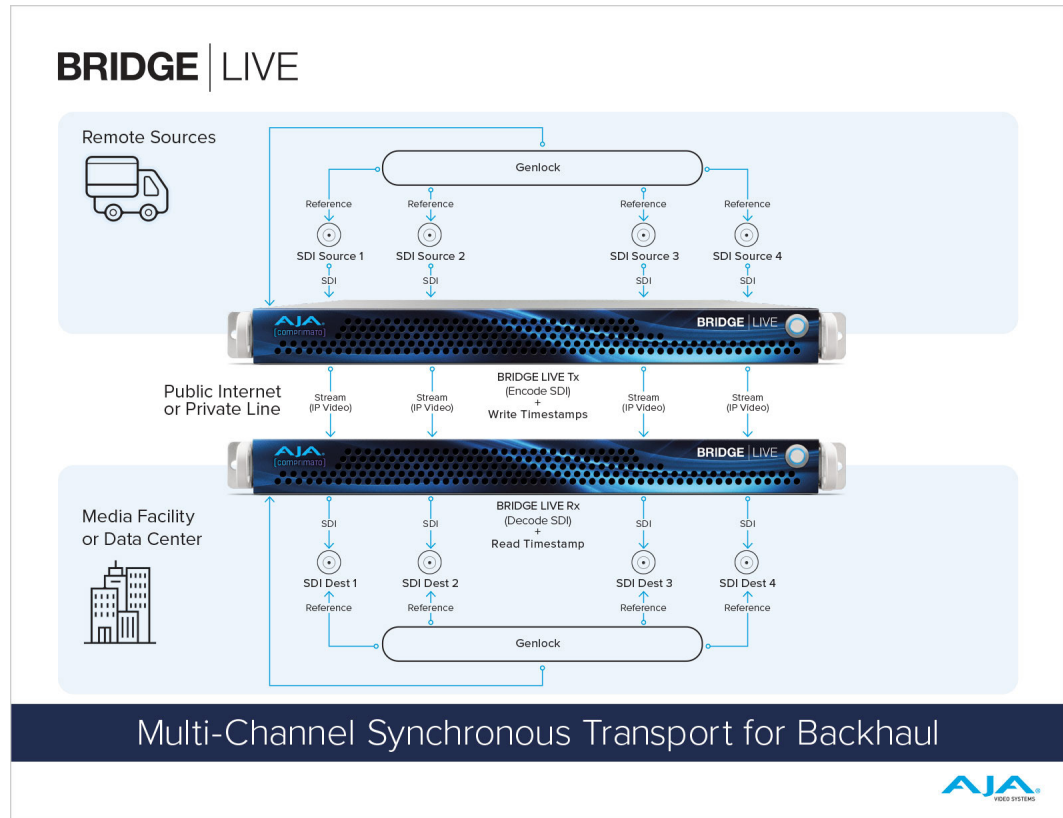 BRIDGE | LIVE
Remote Sources
Genlock
Reference
Reference
Reference
Reference
SDI Source 1
SDI Source 2
SDI Source 3
SDI Source 4
SDI
SDI
SDI
SDI
AJA
[comprimato]
BRIDGE | LIVE
Public Internet
or Private Line
Stream
(IP Video)
Stream
(IP Video)
BRIDGE LIVE Tx
(Encode SDI)
+
Write Timestamps
Stream
(IP Video)
Stream
(IP Video)
AJA
[comprimato]
BRIDGE | LIVE
Media Facility
or Data Center
SDI
SDI
BRIDGE LIVE Rx
(Decode SDI)
+
Read Timestamp
SDI
SDI
SDI Dest 1
SDI Dest 2
SDI Dest 3
SDI Dest 4
Reference
Reference
Reference
Reference
Genlock
Multi-Channel Synchronous Transport for Backhaul
AJA®
VIDEO SYSTEMS